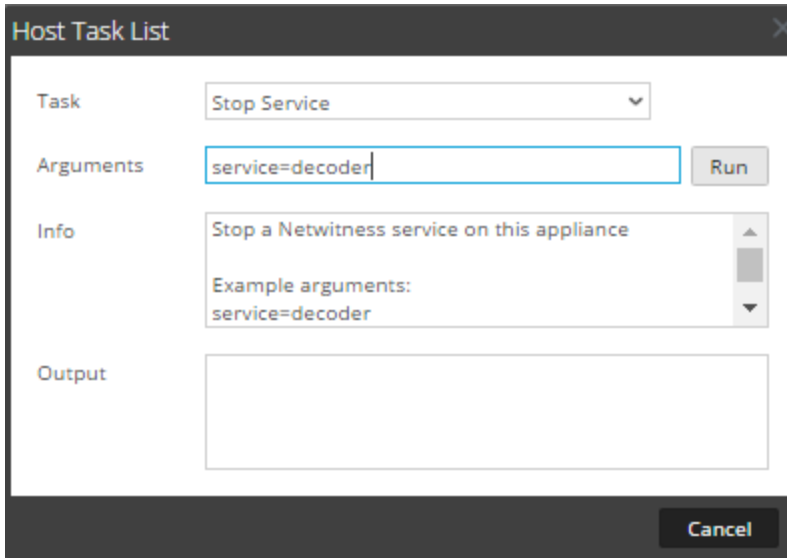 Host Task List
Task
Stop Service
Arguments
service=decoder
Run
Info
Stop a Netwitness service on this appliance
Example arguments:
service=decoder
Output
Cancel